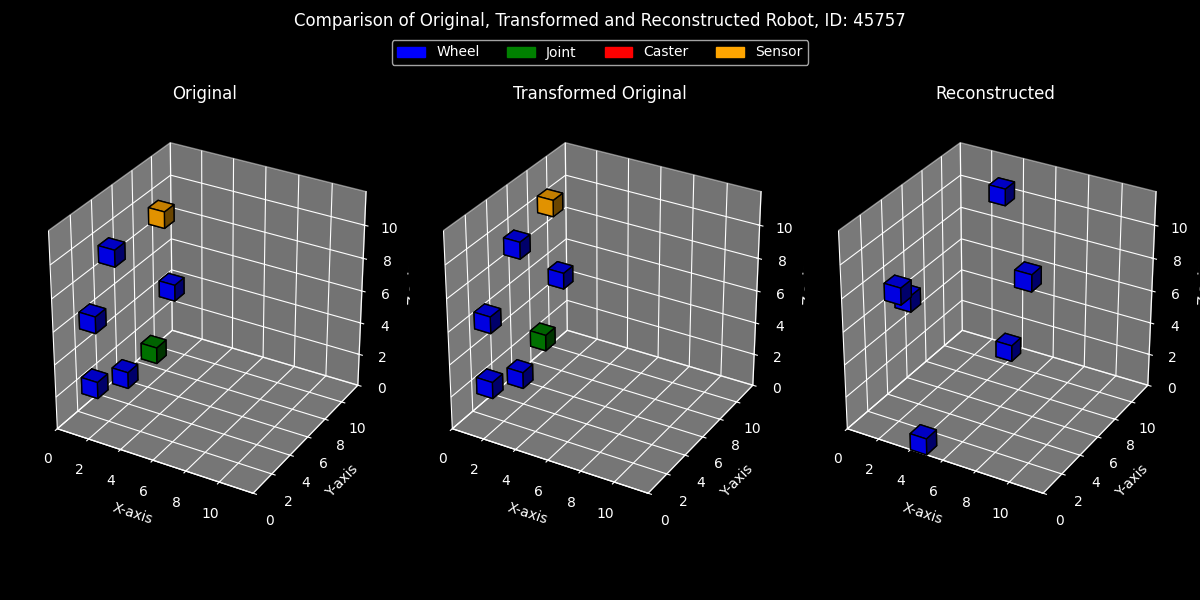 Comparison of Original, Transformed and Reconstructed Robot, ID: 45757
Wheel Joint Caster Sensor
Original
Transformed Original
Reconstructed
0 2 4 6 8 10
X-axis
0 2 4 6 8 10
Y-axis
0 2 4 6 8 10
0 2 4 6 8 10
X-axis
0 2 4 6 8 10
Y-axis
0 2 4 6 8 10
0 2 4 6 8 10
X-axis
0 2 4 6 8 10
Y-axis
0 2 4 6 8 10